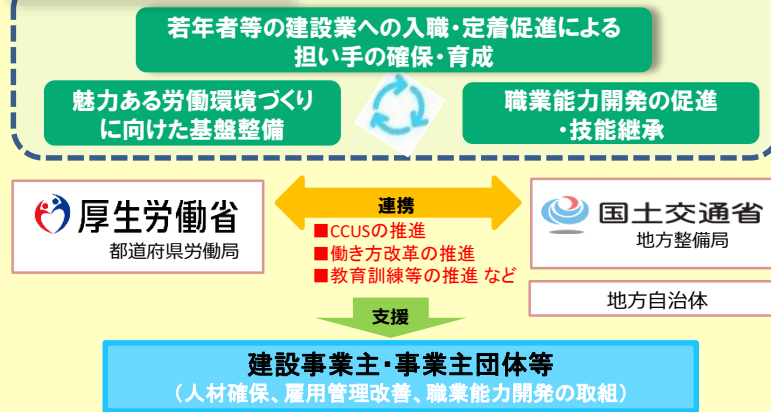 若年者等の建設業への入職・定着促進による
担い手の確保・育成
魅力ある労働環境づくり
に向けた基盤整備
職業能力開発の促進
・技能継承
厚生労働省
都道府県労働局
連携
■CCUSの推進
■働き方改革の推進
■教育訓練等の推進 など
国土交通省
地方整備局
地方自治体
支援
建設事業主・事業主団体等
（人材確保、雇用管理改善、職業能力開発の取組）